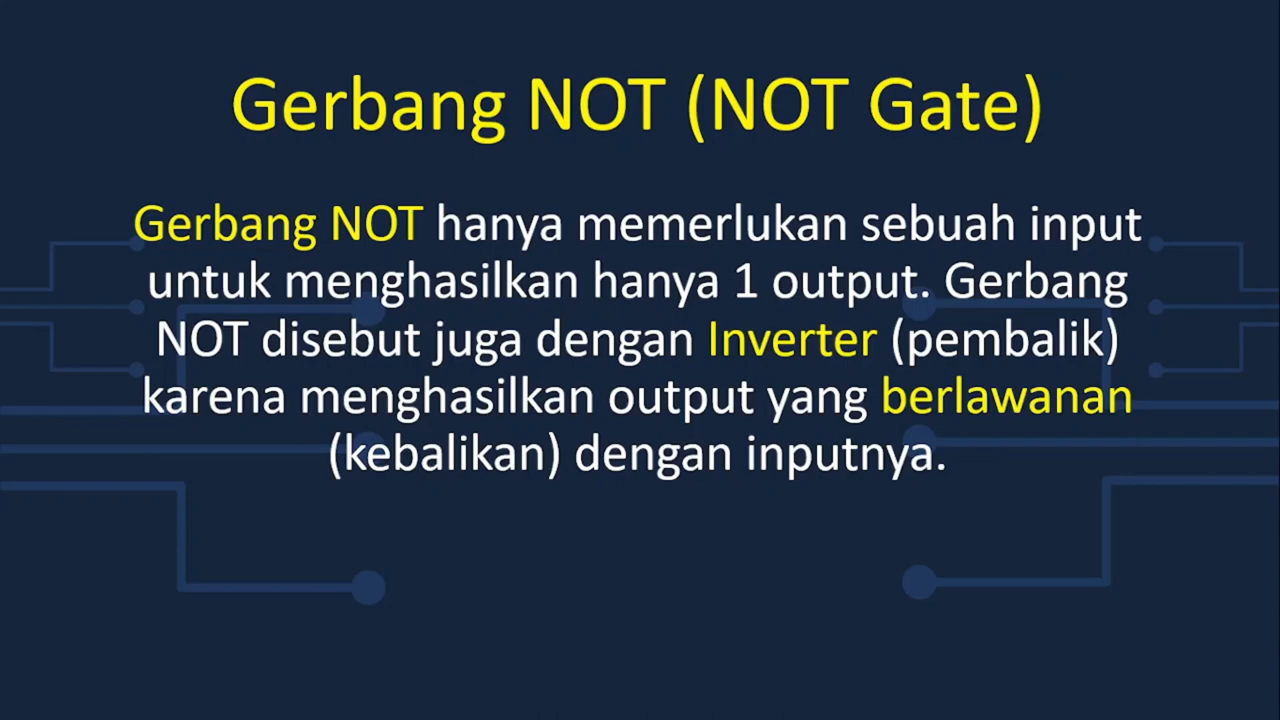 Gerbang NOT (NOT Gate)
Gerbang NOT hanya memerlukan sebuah input
untuk menghasilkan hanya 1 output. Gerbang
NOT disebut juga dengan Inverter (pembalik)
karena menghasilkan output yang berlawanan
(kebalikan) dengan inputnya.